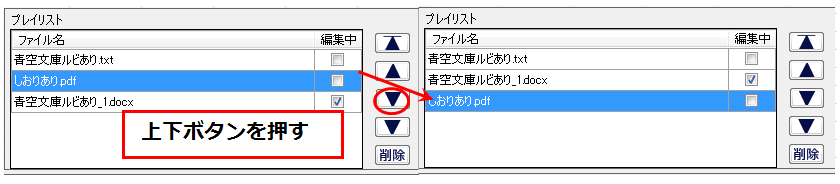 プレイリスト
ファイル名 編集中
青空文庫ルビあり.txt
しおりあり.pdf
青空文庫ルビあり_1.docx
上下ボタンを押す
削除
プレイリスト
ファイル名 編集中
青空文庫ルビあり.txt
青空文庫ルビあり_1.docx
しおりあり.pdf
削除